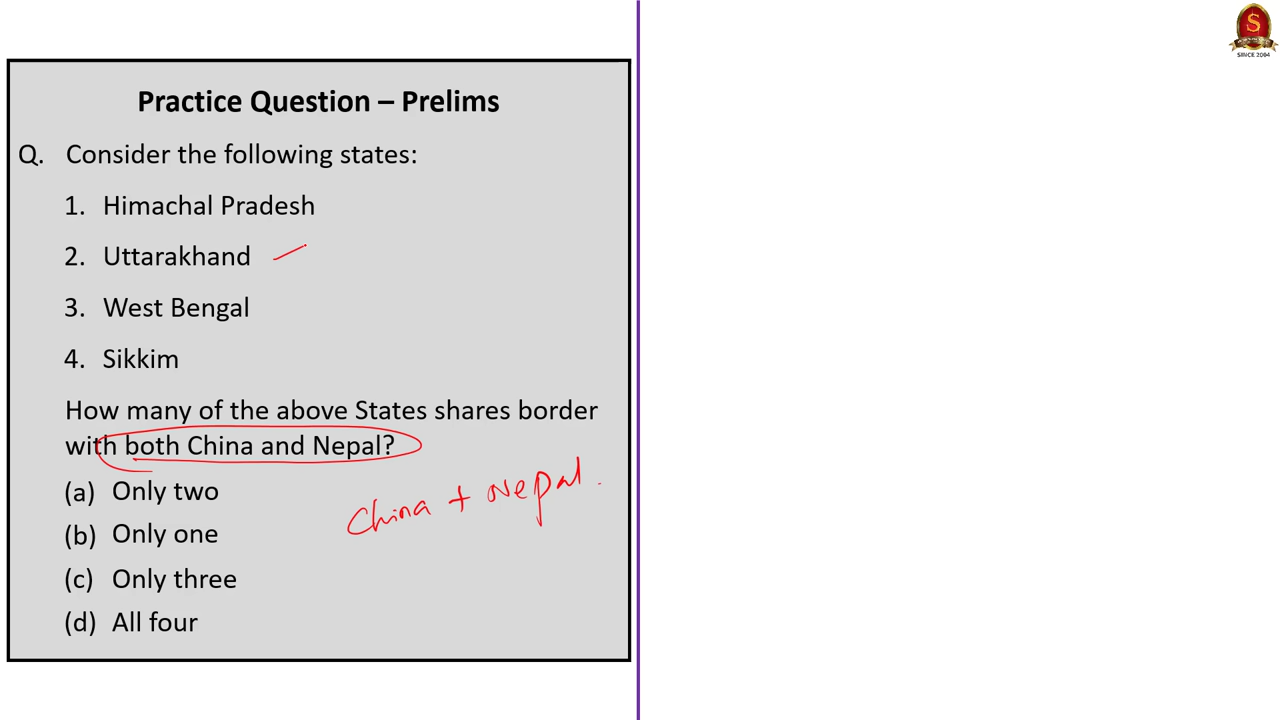 Practice Question – Prelims
Q. Consider the following states:
1. Himachal Pradesh
2. Uttarakhand
3. West Bengal
4. Sikkim
How many of the above States shares border
with both China and Nepal?
(a) Only two
China + Nepal.
(b) Only one
(c) Only three
(d) All four
S
SINCE 2004